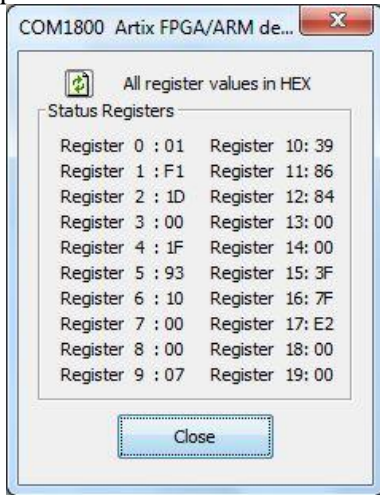 COM1800 Artix FPGA/ARM de...
All register values in HEX
Status Registers
Register 0 : 01 Register 10: 39
Register 1 : F1 Register 11: 86
Register 2 : 1D Register 12: 84
Register 3 : 00 Register 13: 00
Register 4 : 1F Register 14: 00
Register 5 : 93 Register 15: 3F
Register 6 : 10 Register 16: 7F
Register 7 : 00 Register 17: E2
Register 8 : 00 Register 18: 00
Register 9 : 07 Register 19: 00
Close